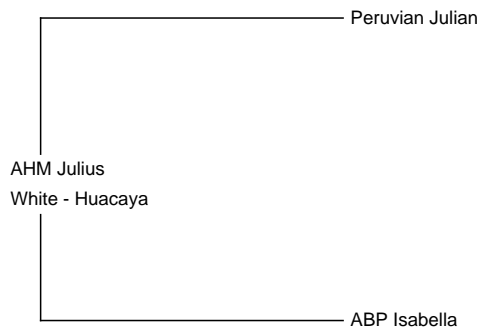 Peruvian Julian
AHM Julius
White - Huacaya
ABP Isabella